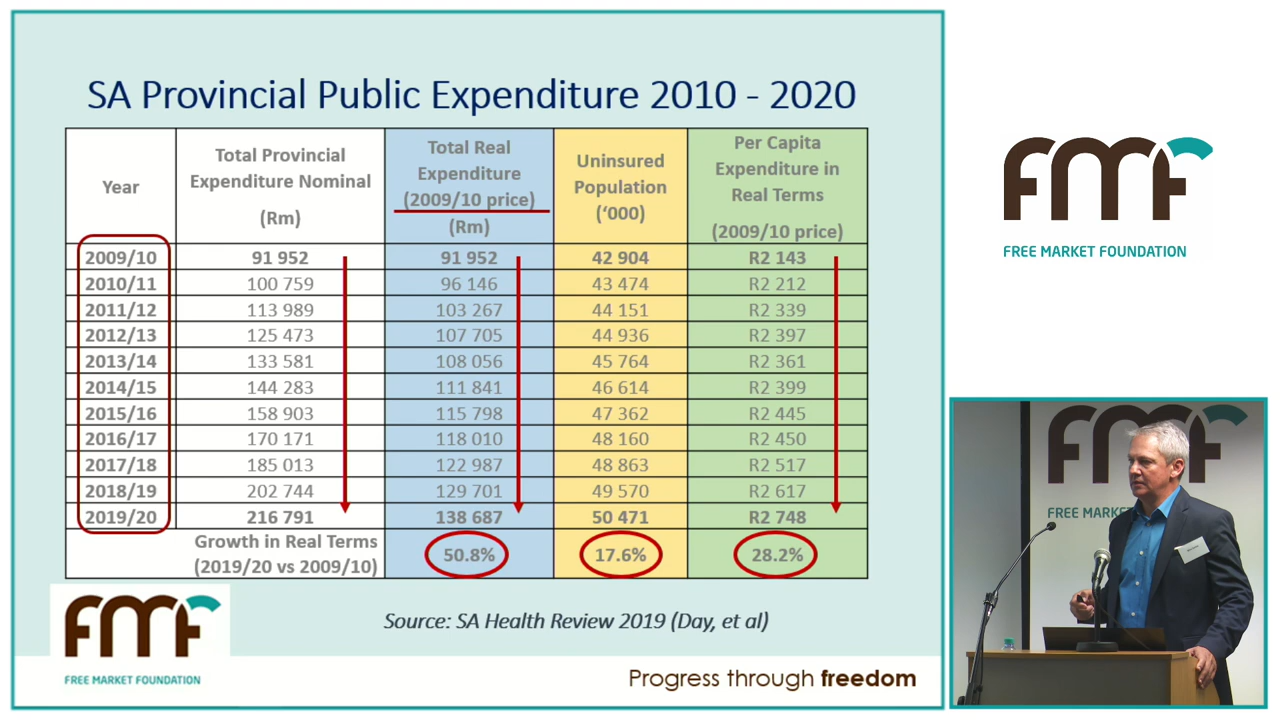 SA Provincial Public Expenditure 2010 - 2020
Year
Total Provincial
Expenditure Nominal
(Rm)
Total Real
Expenditure
(2009/10 price)
(Rm)
Uninsured
Population
(‘000)
Per Capita
Expenditure in
Real Terms
(2009/10 price)
2009/10 91 952 91 952 42 904 R2 143
2010/11 100 759 96 146 43 474 R2 212
2011/12 113 989 103 267 44 151 R2 339
2012/13 125 473 107 705 44 936 R2 397
2013/14 133 581 108 056 45 764 R2 361
2014/15 144 283 111 841 46 614 R2 399
2015/16 158 903 115 798 47 362 R2 445
2016/17 170 171 118 010 48 160 R2 450
2017/18 185 013 122 987 48 863 R2 517
2018/19 202 744 129 701 49 570 R2 617
2019/20 216 791 138 687 50 471 R2 748
Growth in Real Terms
(2019/20 vs 2009/10) 50.8% 17.6% 28.2%
Source: SA Health Review 2019 (Day, et al)
FMF
FREE MARKET FOUNDATION
Progress through freedom
FMF
FREE MARKET FOUNDATION
FMF
FREE MARKET